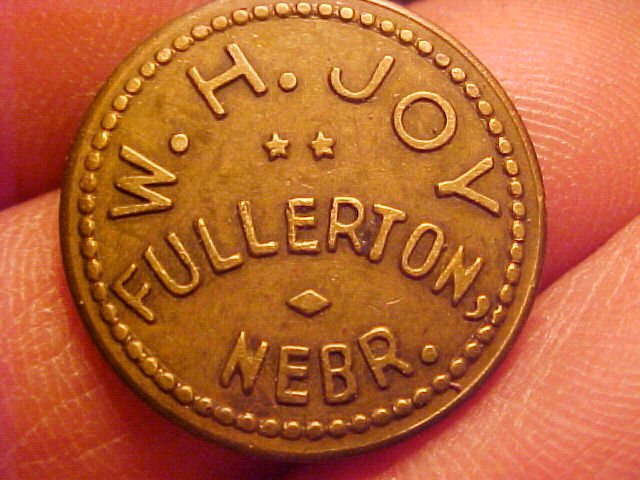 W. H. JOY
FULLERTON,
NEBR.